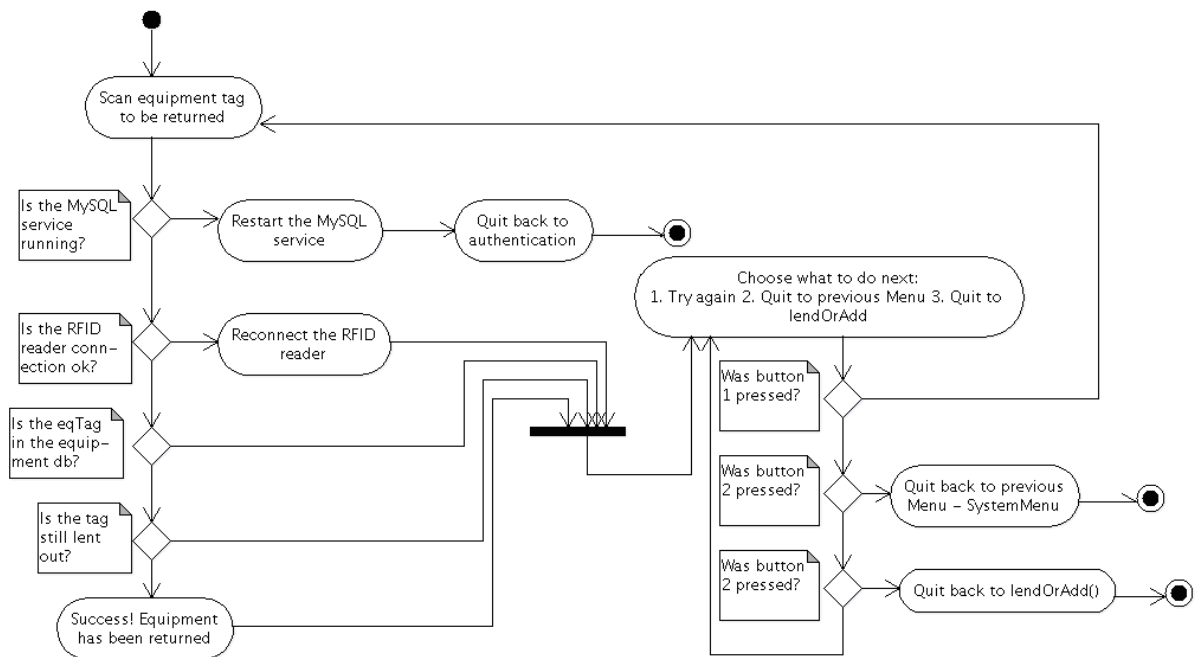 Scan equipment tag
to be returned
Is the MySQL
service
running?
Restart the MySQL
service
Quit back to
authentication
Choose what to do next:
1. Try again 2. Quit to previous Menu 3. Quit to
lendOrAdd
Is the RFID
reader conn-
ection ok?
Reconnect the RFID
reader
Was button
1 pressed?
Is the eqTag
in the equip-
ment db?
Was button
2 pressed?
Quit back to previous
Menu - SystemMenu
Is the tag
still lent
out?
Was button
2 pressed?
Quit back to lendOrAdd()
Success! Equipment
has been returned